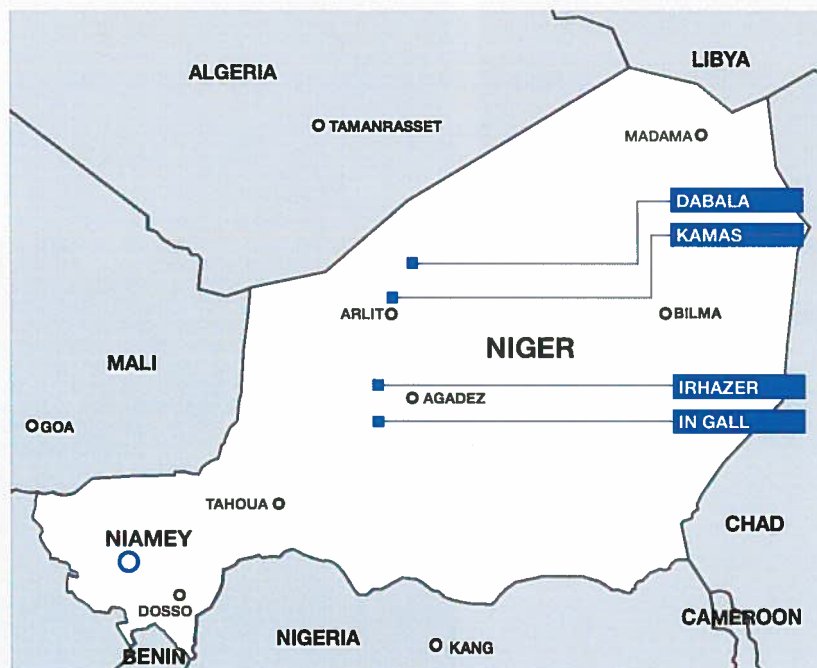 ALGERIA
LIBYA
TAMANRASSET
MADAMA
DABALA
KAMAS
ARLIT
BILMA
NIGER
MALI
IRHAZER
AGADEZ
IN GALL
GOA
TAHOUA
CHAD
NIAMEY
DOSSO
CAMEROON
NIGERIA
KANG
BENIN